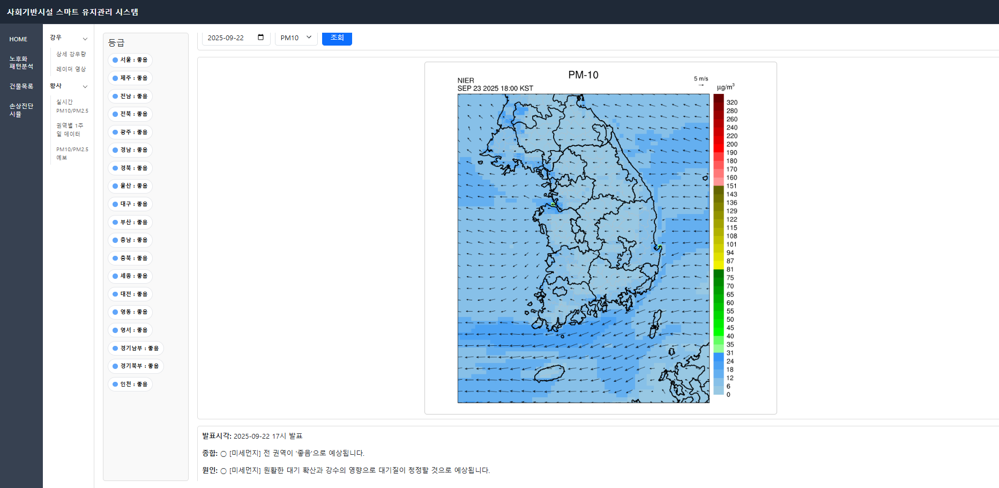 사회기반시설 스마트 유지관리 시스템
HOME
노후화
패턴분석
건물목록
손상진단
시뮬
강우
상세 강우량
레이더 영상
황사
실시간
PM10/PM2.5
권역별 1주
일 데이터
PM10/PM2.5
예보
등급
서울 : 좋음
제주 : 좋음
전남 : 좋음
전북 : 좋음
광주 : 좋음
경남 : 좋음
경북 : 좋음
울산 : 좋음
대구 : 좋음
부산 : 좋음
충남 : 좋음
충북 : 좋음
세종 : 좋음
대전 : 좋음
영동 : 좋음
영서 : 좋음
경기남부 : 좋음
경기북부 : 좋음
인천 : 좋음
2025-09-22
PM10
조회
PM-10
NIER
SEP 23 2025 18:00 KST
5 m/s
μg/m³
320
280
260
240
220
200
190
180
170
160
151
143
136
129
122
115
108
101
94
87
81
75
70
65
60
55
50
45
40
35
31
24
18
12
6
0
발표시각: 2025-09-22 17시 발표
종합: ○ [미세먼지] 전 권역이 '좋음'으로 예상됩니다.
원인: ○ [미세먼지] 원활한 대기 확산과 강수의 영향으로 대기질이 청정할 것으로 예상됩니다.